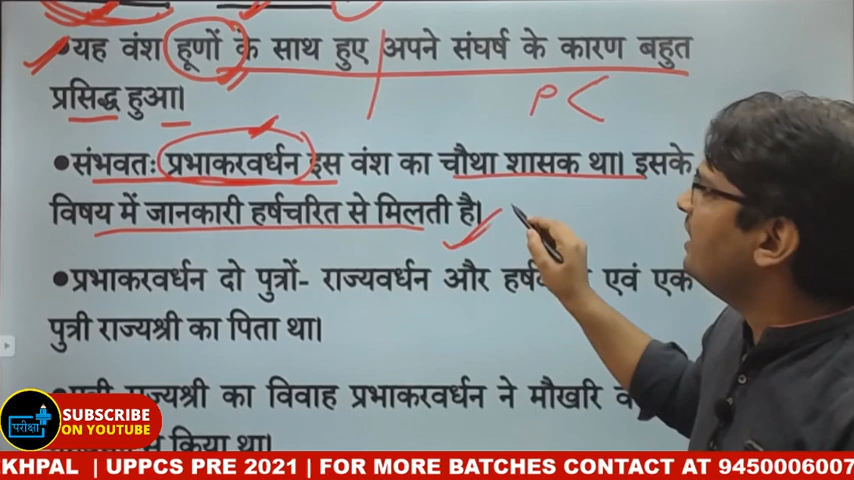 •यह वंश हूणों के साथ हुए अपने संघर्ष के कारण बहुत
प्रसिद्ध हुआ।
P <
•संभवतः प्रभाकरवर्धन इस वंश का चौथा शासक था। इसके
विषय में जानकारी हर्षचरित से मिलती है।
•प्रभाकरवर्धन दो पुत्रों- राज्यवर्धन और एवं एक
पुत्री राज्यश्री का पिता था।
राज्यश्री का विवाह प्रभाकरवर्धन ने मौखरि
किया था।
परीक्षा
SUBSCRIBE
ON YOUTUBE
KHPAL | UPPCS PRE 2021 | FOR MORE BATCHES CONTACT AT 9450006007